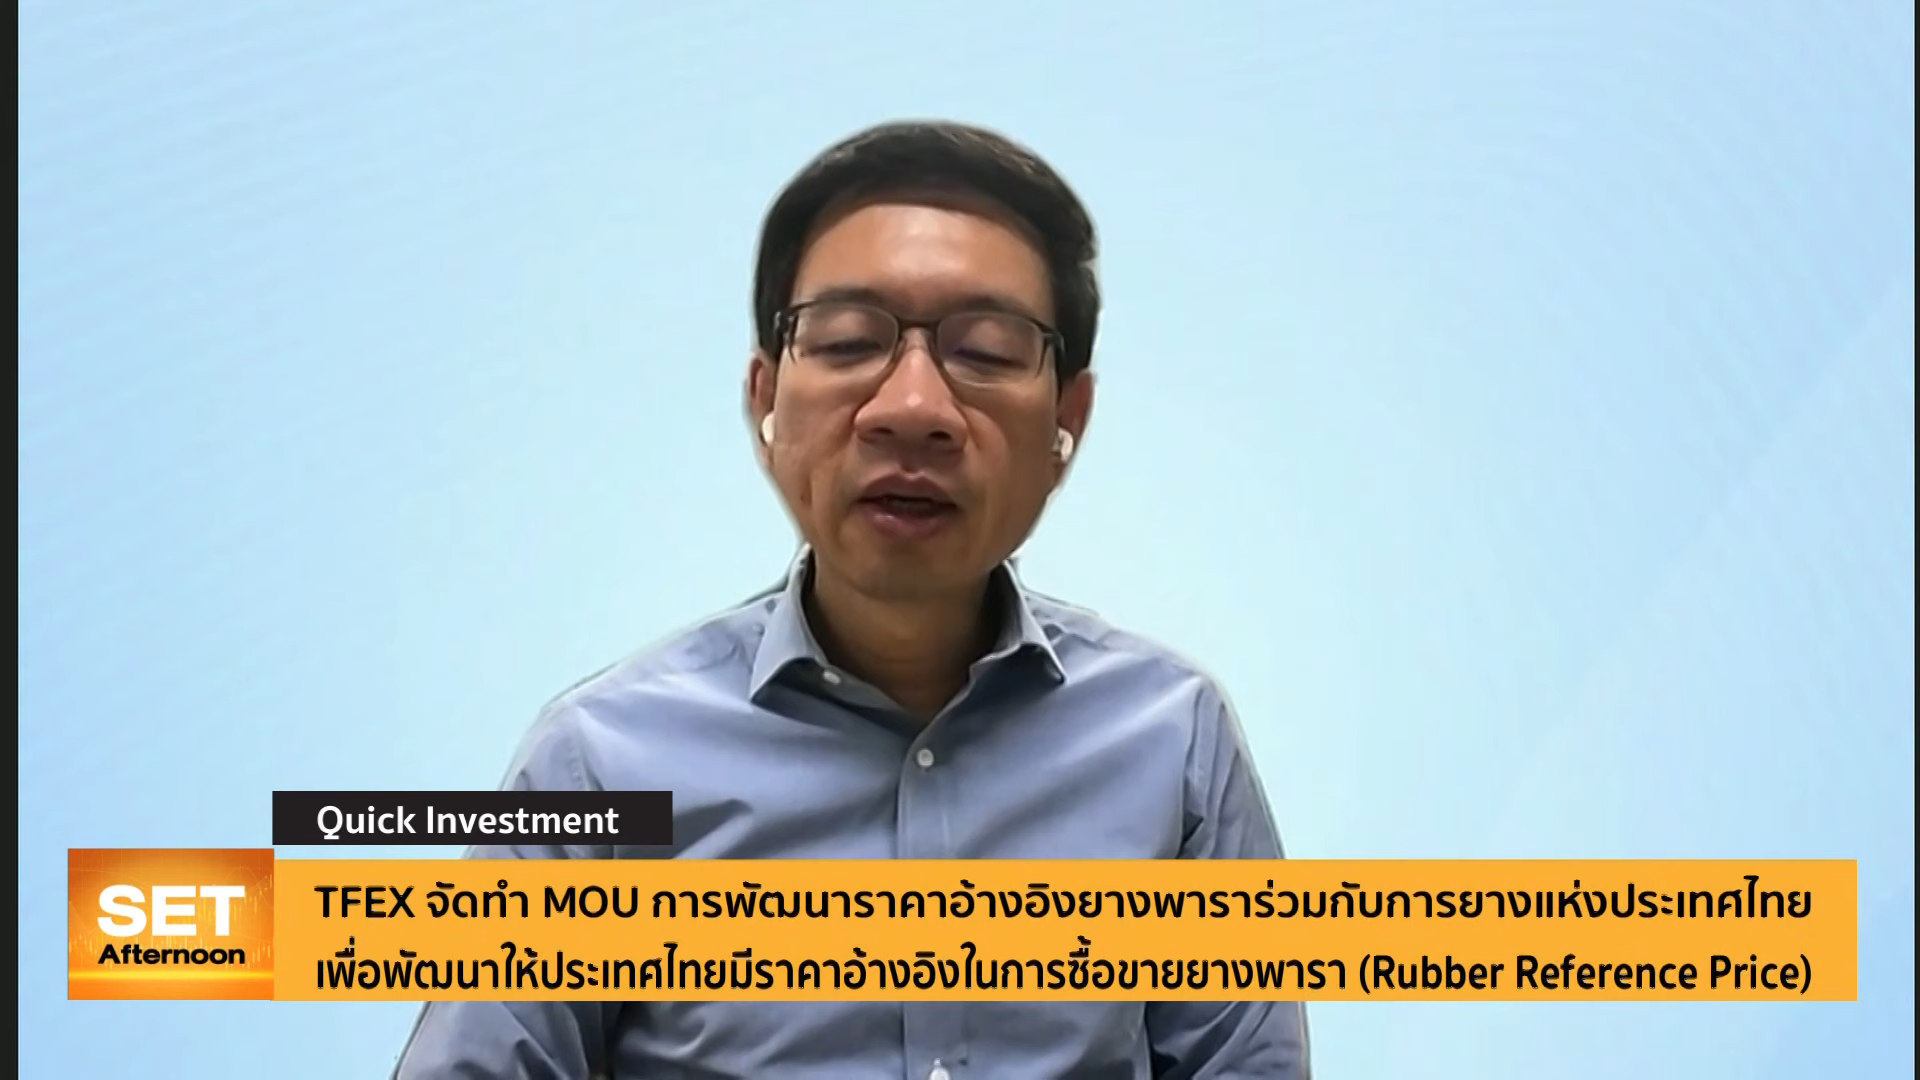 Quick Investment
SET
Afternoon
TFEX จัดทำ MOU การพัฒนาราคาอ้างอิงยางพาราร่วมกับการยางแห่งประเทศไทย
เพื่อพัฒนาให้ประเทศไทยมีราคาอ้างอิงในการซื้อขายยางพารา (Rubber Reference Price)